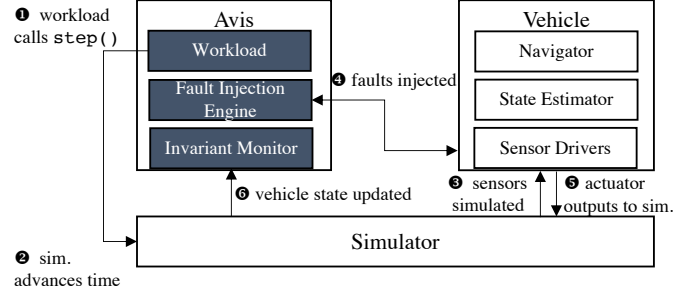 ❶ workload
calls step()
Avis
Workload
Fault Injection
Engine
Invariant Monitor
❹ faults injected
Vehicle
Navigator
State Estimator
Sensor Drivers
❻ vehicle state updated
❸ sensors
simulated
❺ actuator
outputs to sim.
Simulator
❷ sim.
advances time